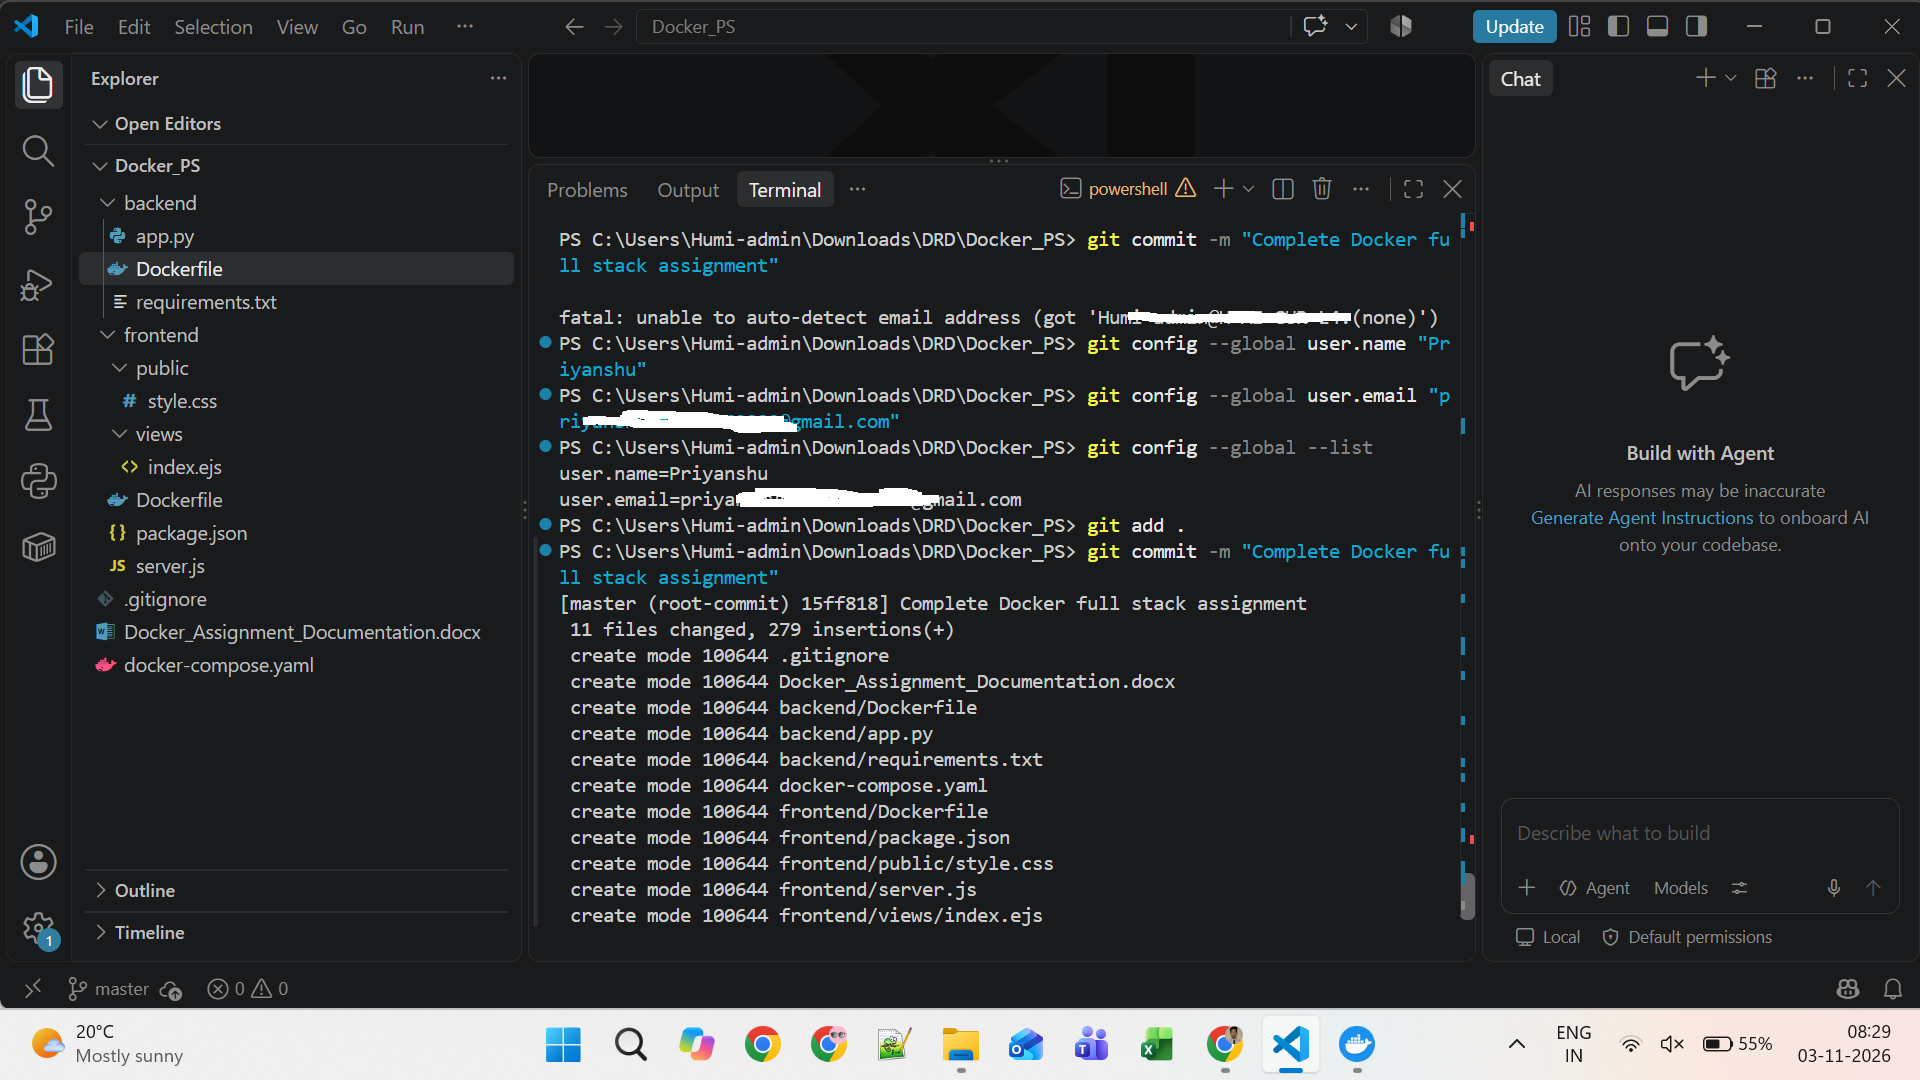 File Edit Selection View Go Run ···
Docker_PS
Update
Explorer
Open Editors
Docker_PS
backend
app.py
Dockerfile
requirements.txt
frontend
public
# style.css
views
<> index.ejs
Dockerfile
{} package.json
JS server.js
.gitignore
Docker_Assignment_Documentation.docx
docker-compose.yaml
Outline
Timeline
1
Problems Output Terminal ···
powershell
PS C:\Users\Humi-admin\Downloads\DRD\Docker_PS> git commit -m "Complete Docker fu
ll stack assignment"
fatal: unable to auto-detect email address (got 'Hum (none)')
PS C:\Users\Humi-admin\Downloads\DRD\Docker_PS> git config --global user.name "Pr
iyanshu"
PS C:\Users\Humi-admin\Downloads\DRD\Docker_PS> git config --global user.email "p
ri gmail.com"
PS C:\Users\Humi-admin\Downloads\DRD\Docker_PS> git config --global --list
user.name=Priyanshu
user.email=priya gmail.com
PS C:\Users\Humi-admin\Downloads\DRD\Docker_PS> git add .
PS C:\Users\Humi-admin\Downloads\DRD\Docker_PS> git commit -m "Complete Docker fu
ll stack assignment"
[master (root-commit) 15ff818] Complete Docker full stack assignment
11 files changed, 279 insertions(+)
create mode 100644 .gitignore
create mode 100644 Docker_Assignment_Documentation.docx
create mode 100644 backend/Dockerfile
create mode 100644 backend/app.py
create mode 100644 backend/requirements.txt
create mode 100644 docker-compose.yaml
create mode 100644 frontend/Dockerfile
create mode 100644 frontend/package.json
create mode 100644 frontend/public/style.css
create mode 100644 frontend/server.js
create mode 100644 frontend/views/index.ejs
Chat
Build with Agent
AI responses may be inaccurate
Generate Agent Instructions to onboard AI
onto your codebase.
Describe what to build
Agent Models
Local Default permissions
master 0 0
20°C
Mostly sunny
ENG
IN
55%
08:29
03-11-2026